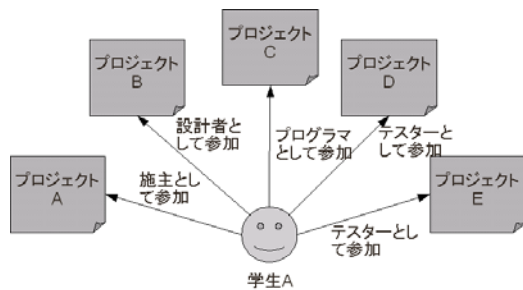 プロジェクト
C
プロジェクト
B
プロジェクト
D
設計者と
して参加
プログラマ
として参加
テスターと
して参加
プロジェクト
A
施主とし
て参加
プロジェクト
E
テスターとし
て参加
学生A